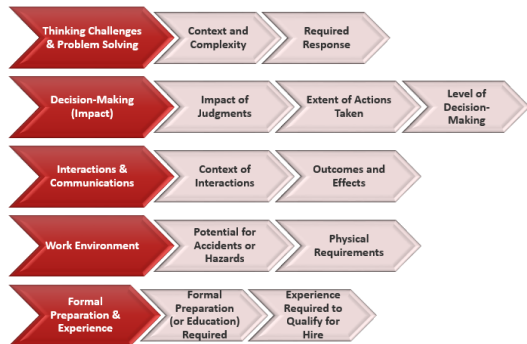 Thinking Challenges
& Problem Solving
Context and
Complexity
Required
Response
Decision-Making
(Impact)
Impact of
Judgments
Extent of Actions
Taken
Level of
Decision-
Making
Interactions &
Communications
Context of
Interactions
Outcomes and
Effects
Work Environment
Potential for
Accidents or
Hazards
Physical
Requirements
Formal
Preparation &
Experience
Formal
Preparation
(or Education)
Required
Experience
Required to
Qualify for
Hire